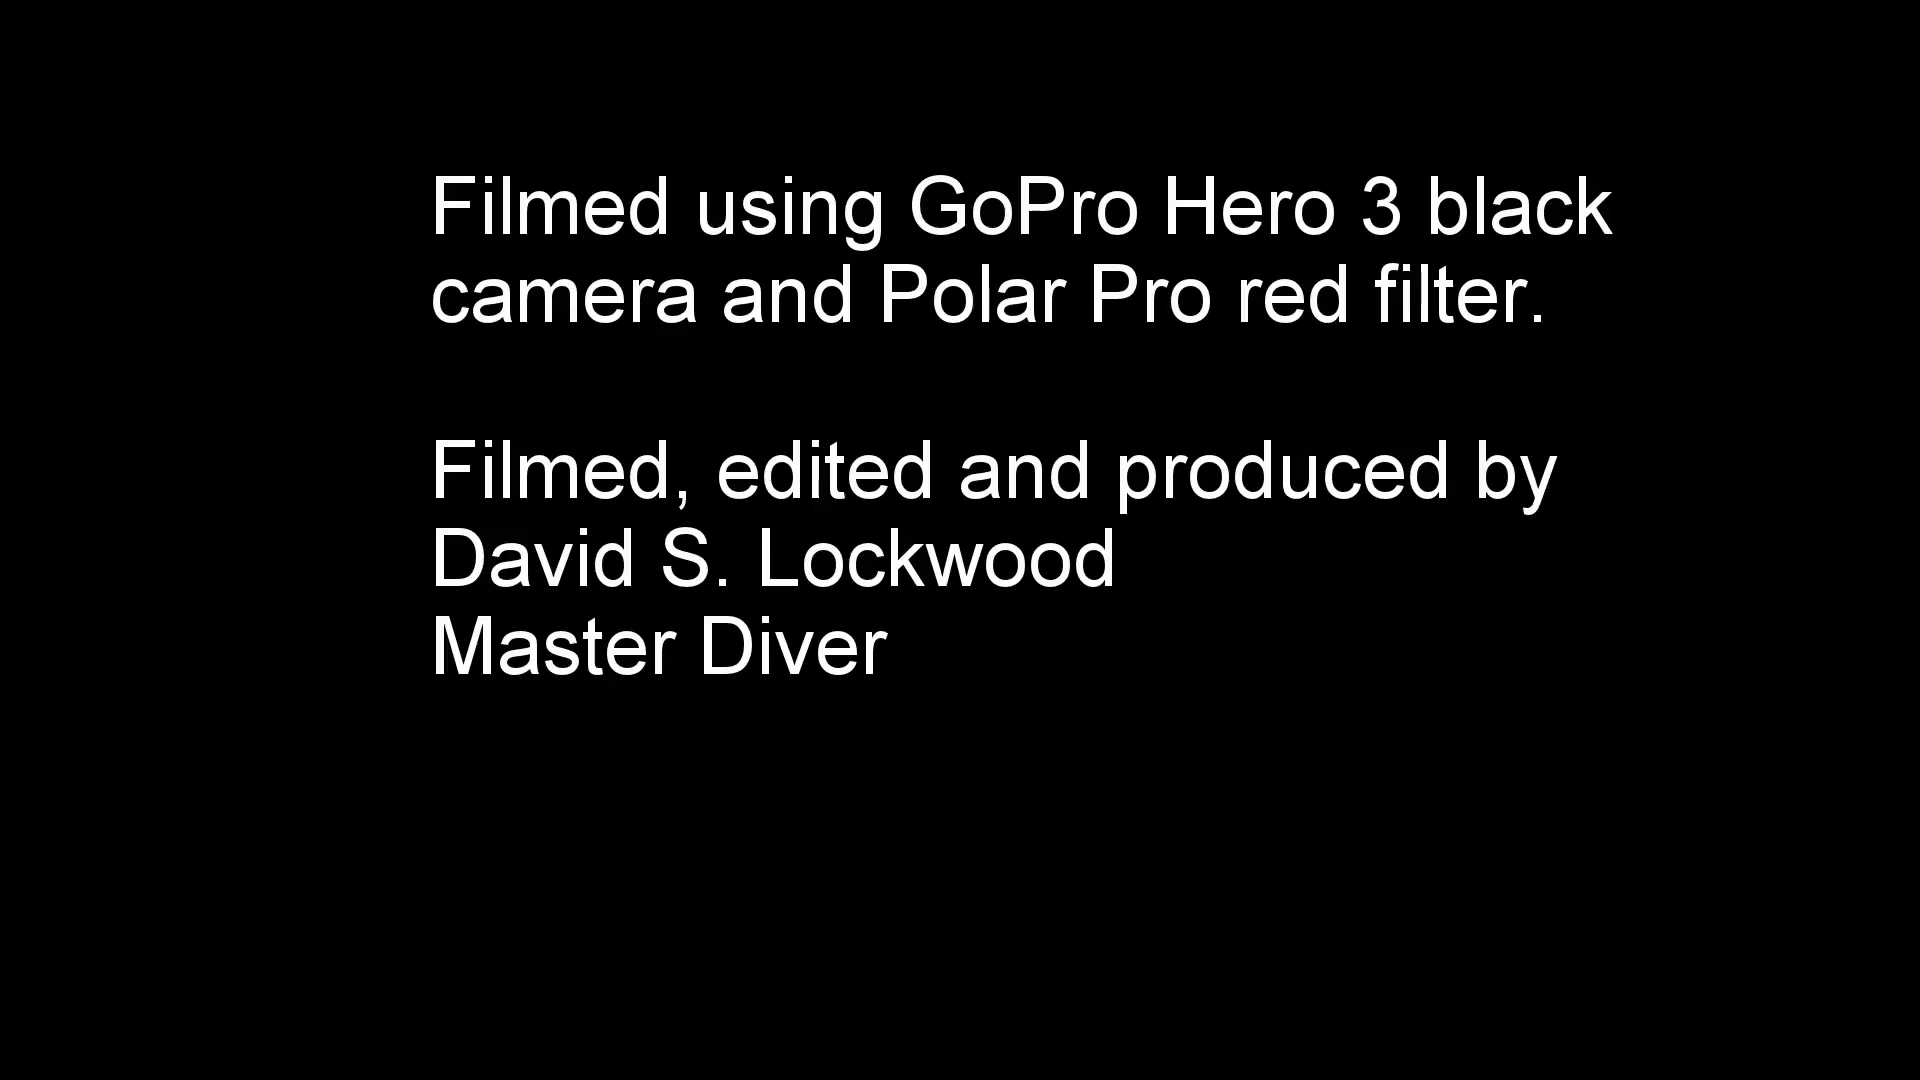 Filmed using GoPro Hero 3 black
camera and Polar Pro red filter.
Filmed, edited and produced by
David S. Lockwood
Master Diver